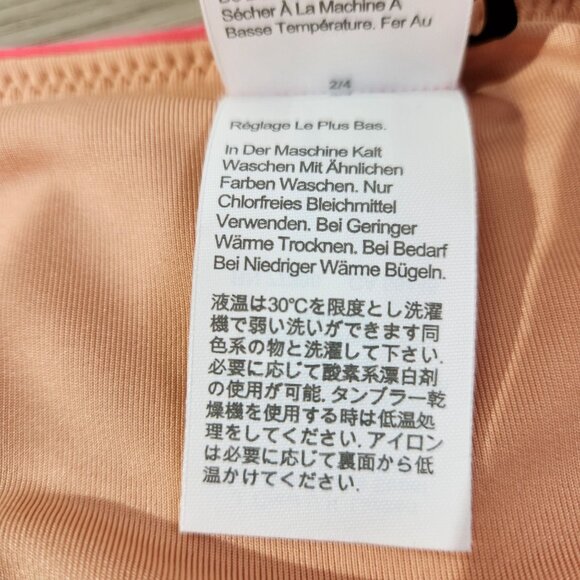 Sécher À La Machine A
Basse Température. Fer Au
2/4
Réglage Le Plus Bas.
In Der Maschine Kalt
Waschen Mit Ähnlichen
Farben Waschen. Nur
Chlorfreies Bleichmittel
Verwenden. Bei Geringer
Wärme Trocknen. Bei Bedarf
Bei Niedriger Wärme Bügeln.
液温は30℃を限度とし洗濯
機で弱い洗いができます同
色系の物と洗濯して下さい.
必要に応じて酸素系漂白剤
の使用が可能. タンブラー乾
燥機を使用する時は低温処
理をしてください. アイロン
は必要に応じて裏面から低
温かけてください.